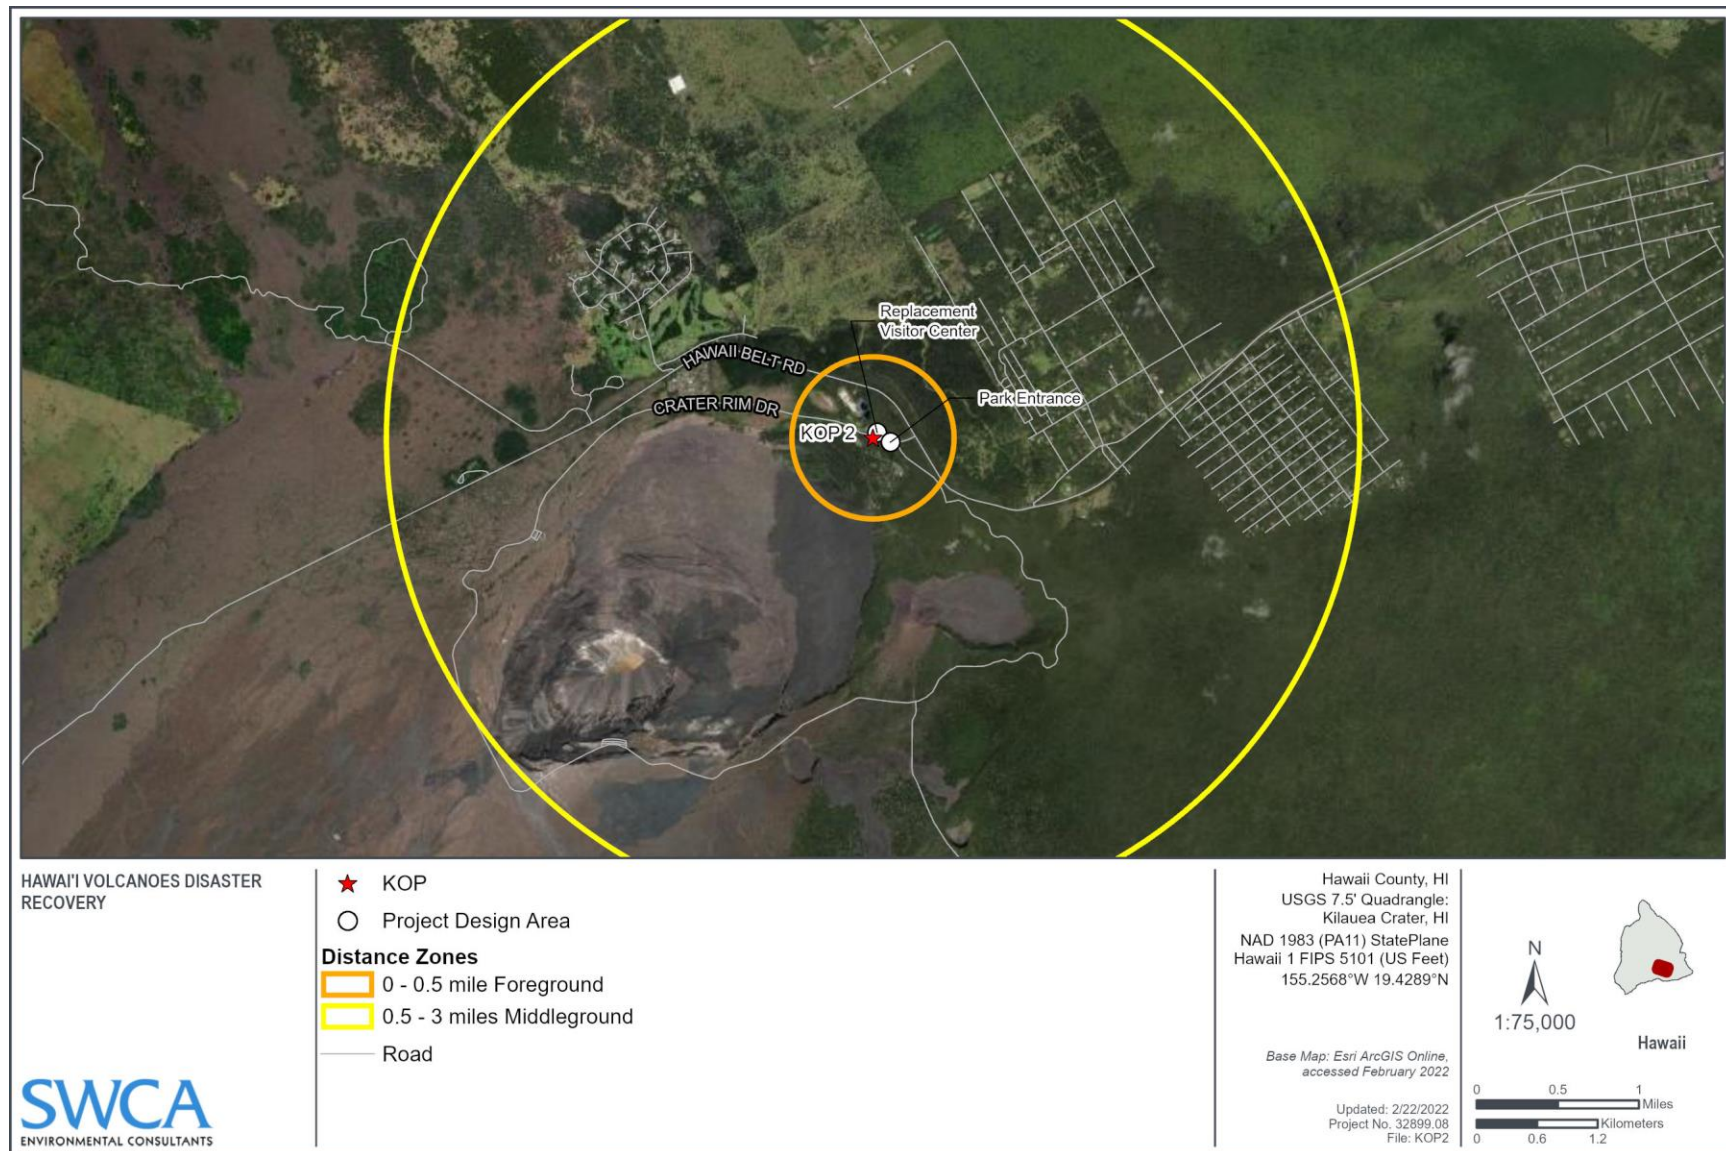 Replacement
Visitor Center
HAWAII BELT RD
Park Entrance
CRATER RIM DR
KOP 2
HAWAI'I VOLCANOES DISASTER
RECOVERY
KOP
Project Design Area
Distance Zones
0 - 0.5 mile Foreground
0.5 - 3 miles Middleground
Road
SWCA
ENVIRONMENTAL CONSULTANTS
Hawaii County, HI
USGS 7.5' Quadrangle:
Kilauea Crater, HI
NAD 1983 (PA11) StatePlane
Hawaii 1 FIPS 5101 (US Feet)
155.2568°W 19.4289°N
Base Map: Esri ArcGIS Online,
accessed February 2022
Updated: 2/22/2022
Project No. 32899.08
File: KOP2
N
1:75,000
Hawaii
0 0.5 1
Miles
Kilometers
0 0.6 1.2